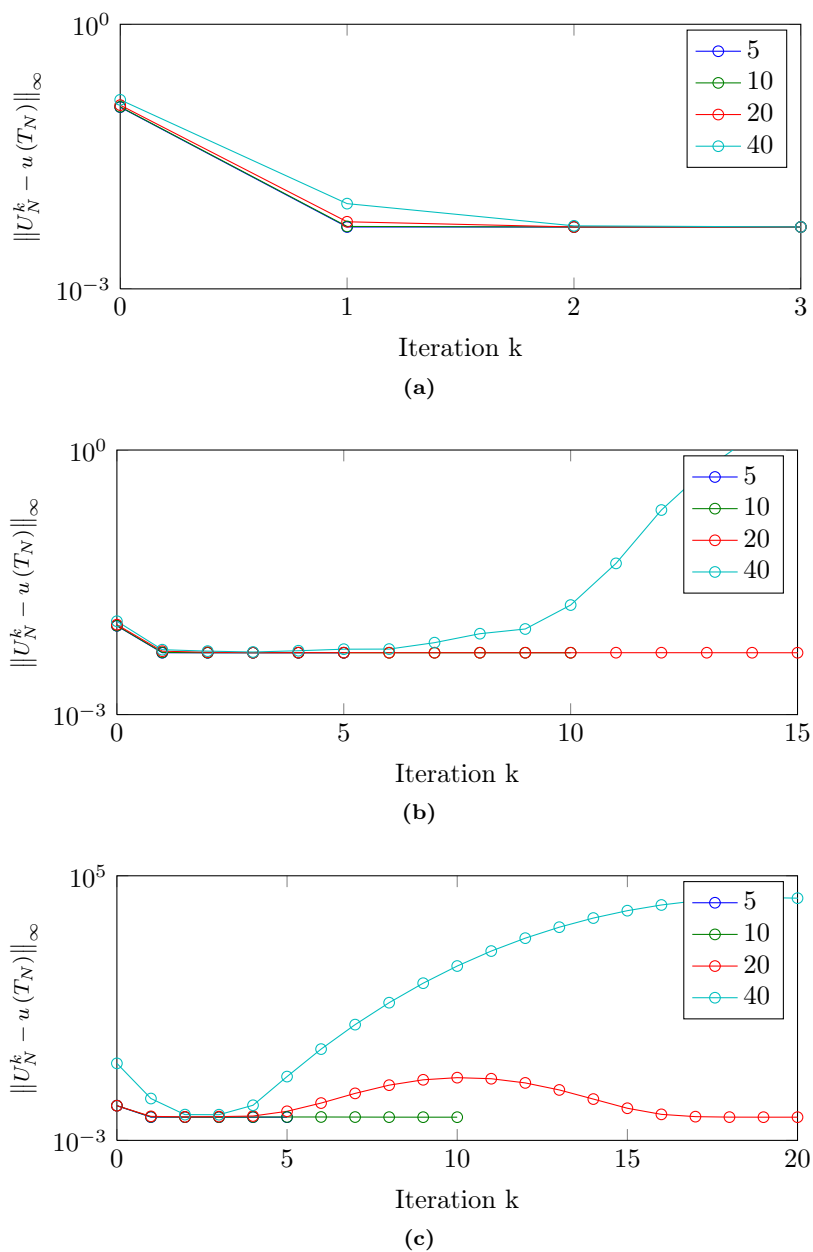 10^0
||U_N^k − u (T_N)||_∞
5
10
20
40
10^{-3}
0 1 2 3
Iteration k
(a)
10^0
||U_N^k − u (T_N)||_∞
5
10
20
40
10^{-3}
0 5 10 15
Iteration k
(b)
10^5
||U_N^k − u (T_N)||_∞
5
10
20
40
10^{-3}
0 5 10 15 20
Iteration k
(c)